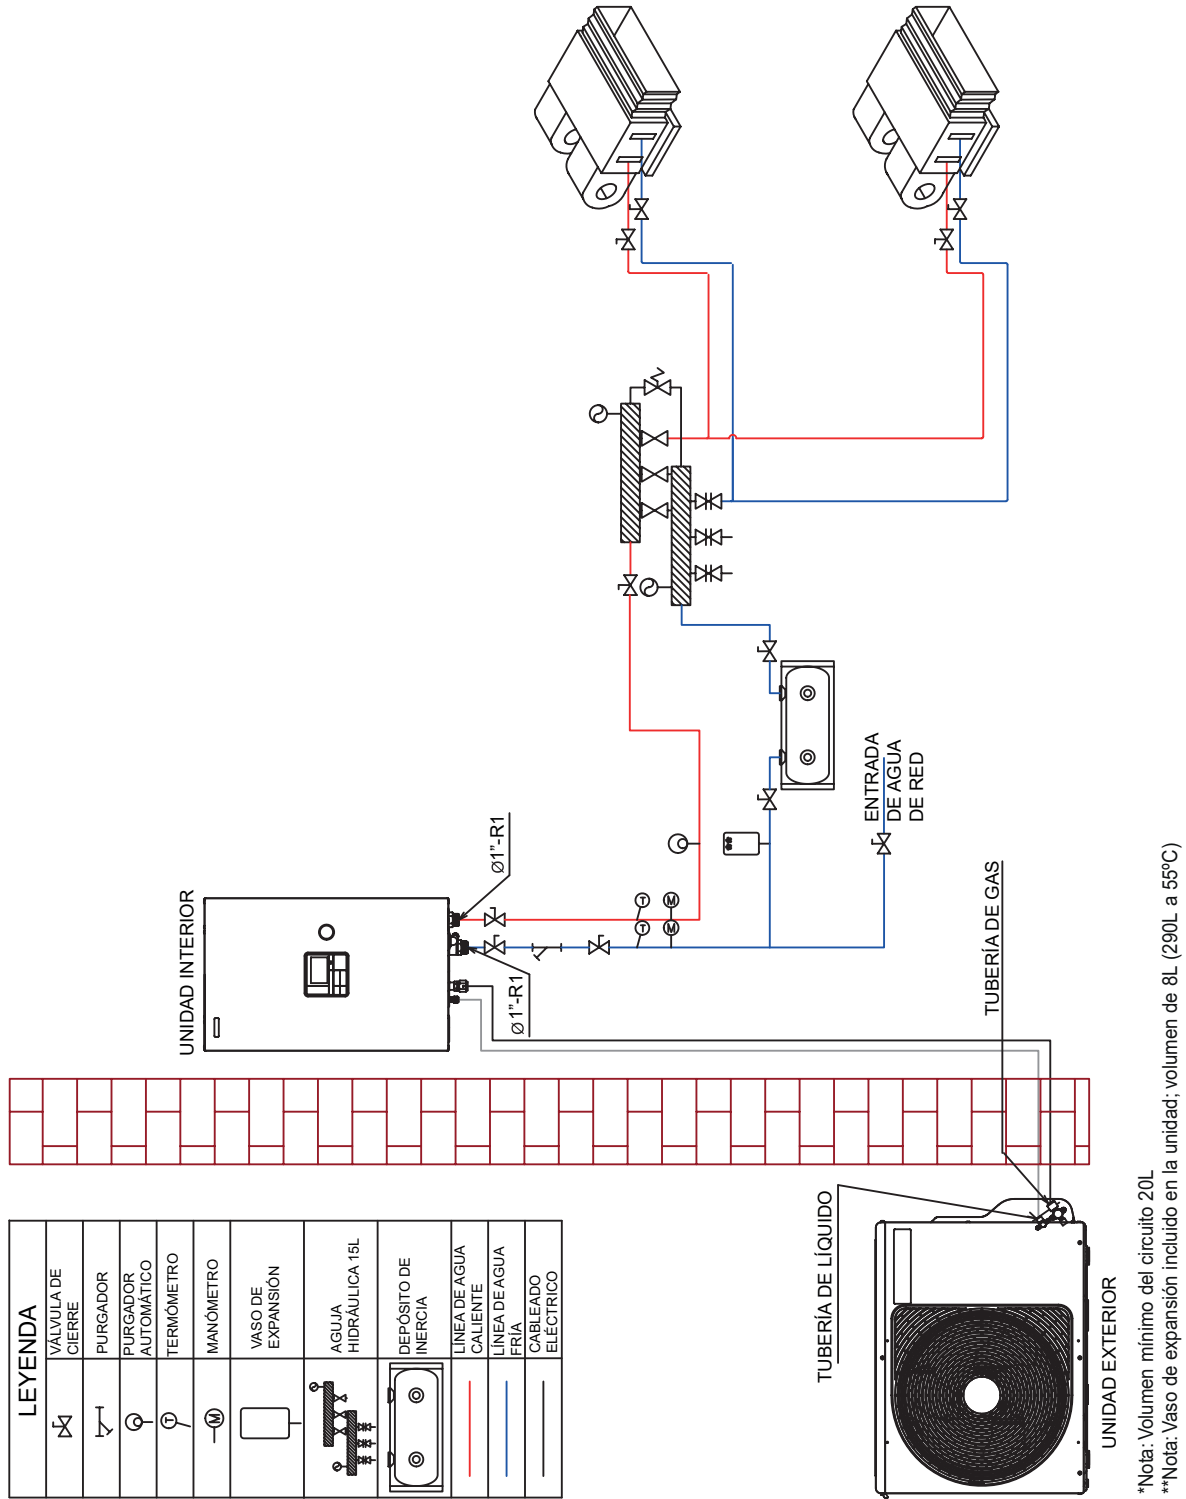 LEYENDA
VÁLVULA DE
CIERRE
PURGADOR
PURGADOR
AUTOMÁTICO
T
TERMÓMETRO
M
MANÓMETRO
VASO DE
EXPANSIÓN
AGUJA
HIDRÁULICA 15L
DEPÓSITO DE
INERCIA
LÍNEA DE AGUA
CALIENTE
LÍNEA DE AGUA
FRÍA
CABLEADO
ELÉCTRICO
UNIDAD INTERIOR
Ø1"-R1
Ø1"-R1
T
T
M
M
ENTRADA
DE AGUA
DE RED
TUBERÍA DE GAS
TUBERÍA DE LÍQUIDO
UNIDAD EXTERIOR
*Nota: Volumen mínimo del circuito 20L
**Nota: Vaso de expansión incluido en la unidad; volumen de 8L (290L a 55ºC)